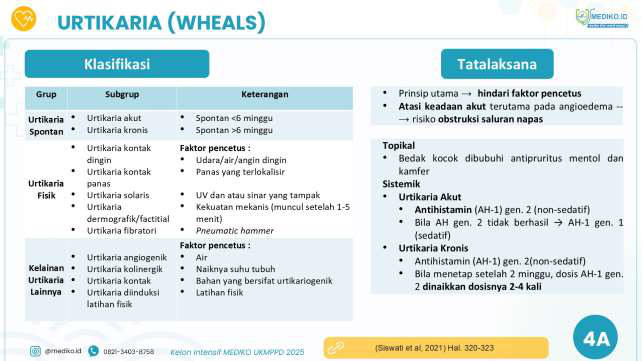 URTIKARIA (WHEALS)
MEDIKO.ID
Klasifikasi
Grup Subgrup Keterangan
Urtikaria Spontan
• Urtikaria akut
• Urtikaria kronis
• Spontan <6 minggu
• Spontan >6 minggu
Urtikaria Fisik
• Urtikaria kontak
dingin
• Urtikaria kontak
panas
• Urtikaria solaris
• Urtikaria
dermografik/factitial
• Urtikaria fibratori
Faktor pencetus :
• Udara/air/angin dingin
• Panas yang terlokalisir
• UV dan atau sinar yang tampak
• Kekuatan mekanis (muncul setelah 1-5
menit)
• Pneumatic hammer
Kelainan
Urtikaria
Lainnya
• Urtikaria angiogenik
• Urtikaria kolinergik
• Urtikaria kontak
• Urtikaria diinduksi
latihan fisik
Faktor pencetus :
• Air
• Naiknya suhu tubuh
• Bahan yang bersifat urtikariogenik
• Latihan fisik
Tatalaksana
• Prinsip utama → hindari faktor pencetus
• Atasi keadaan akut terutama pada angioedema --
→ risiko obstruksi saluran napas
Topikal
• Bedak kocok dibubuhi antipruritus mentol dan
kamfer
Sistemik
• Urtikaria Akut
• Antihistamin (AH-1) gen. 2 (non-sedatif)
• Bila AH gen. 2 tidak berhasil → AH-1 gen. 1
(sedatif)
• Urtikaria Kronis
• Antihistamin (AH-1) gen. 2(non-sedatif)
• Bila menetap setelah 2 minggu, dosis AH-1 gen.
2 dinaikkan dosisnya 2-4 kali
@mediko.id
0821-3403-8758
Kelan Intensif MEDIKO UKMPPD 2025
(Siswati et al, 2021) Hal. 320-323
4A